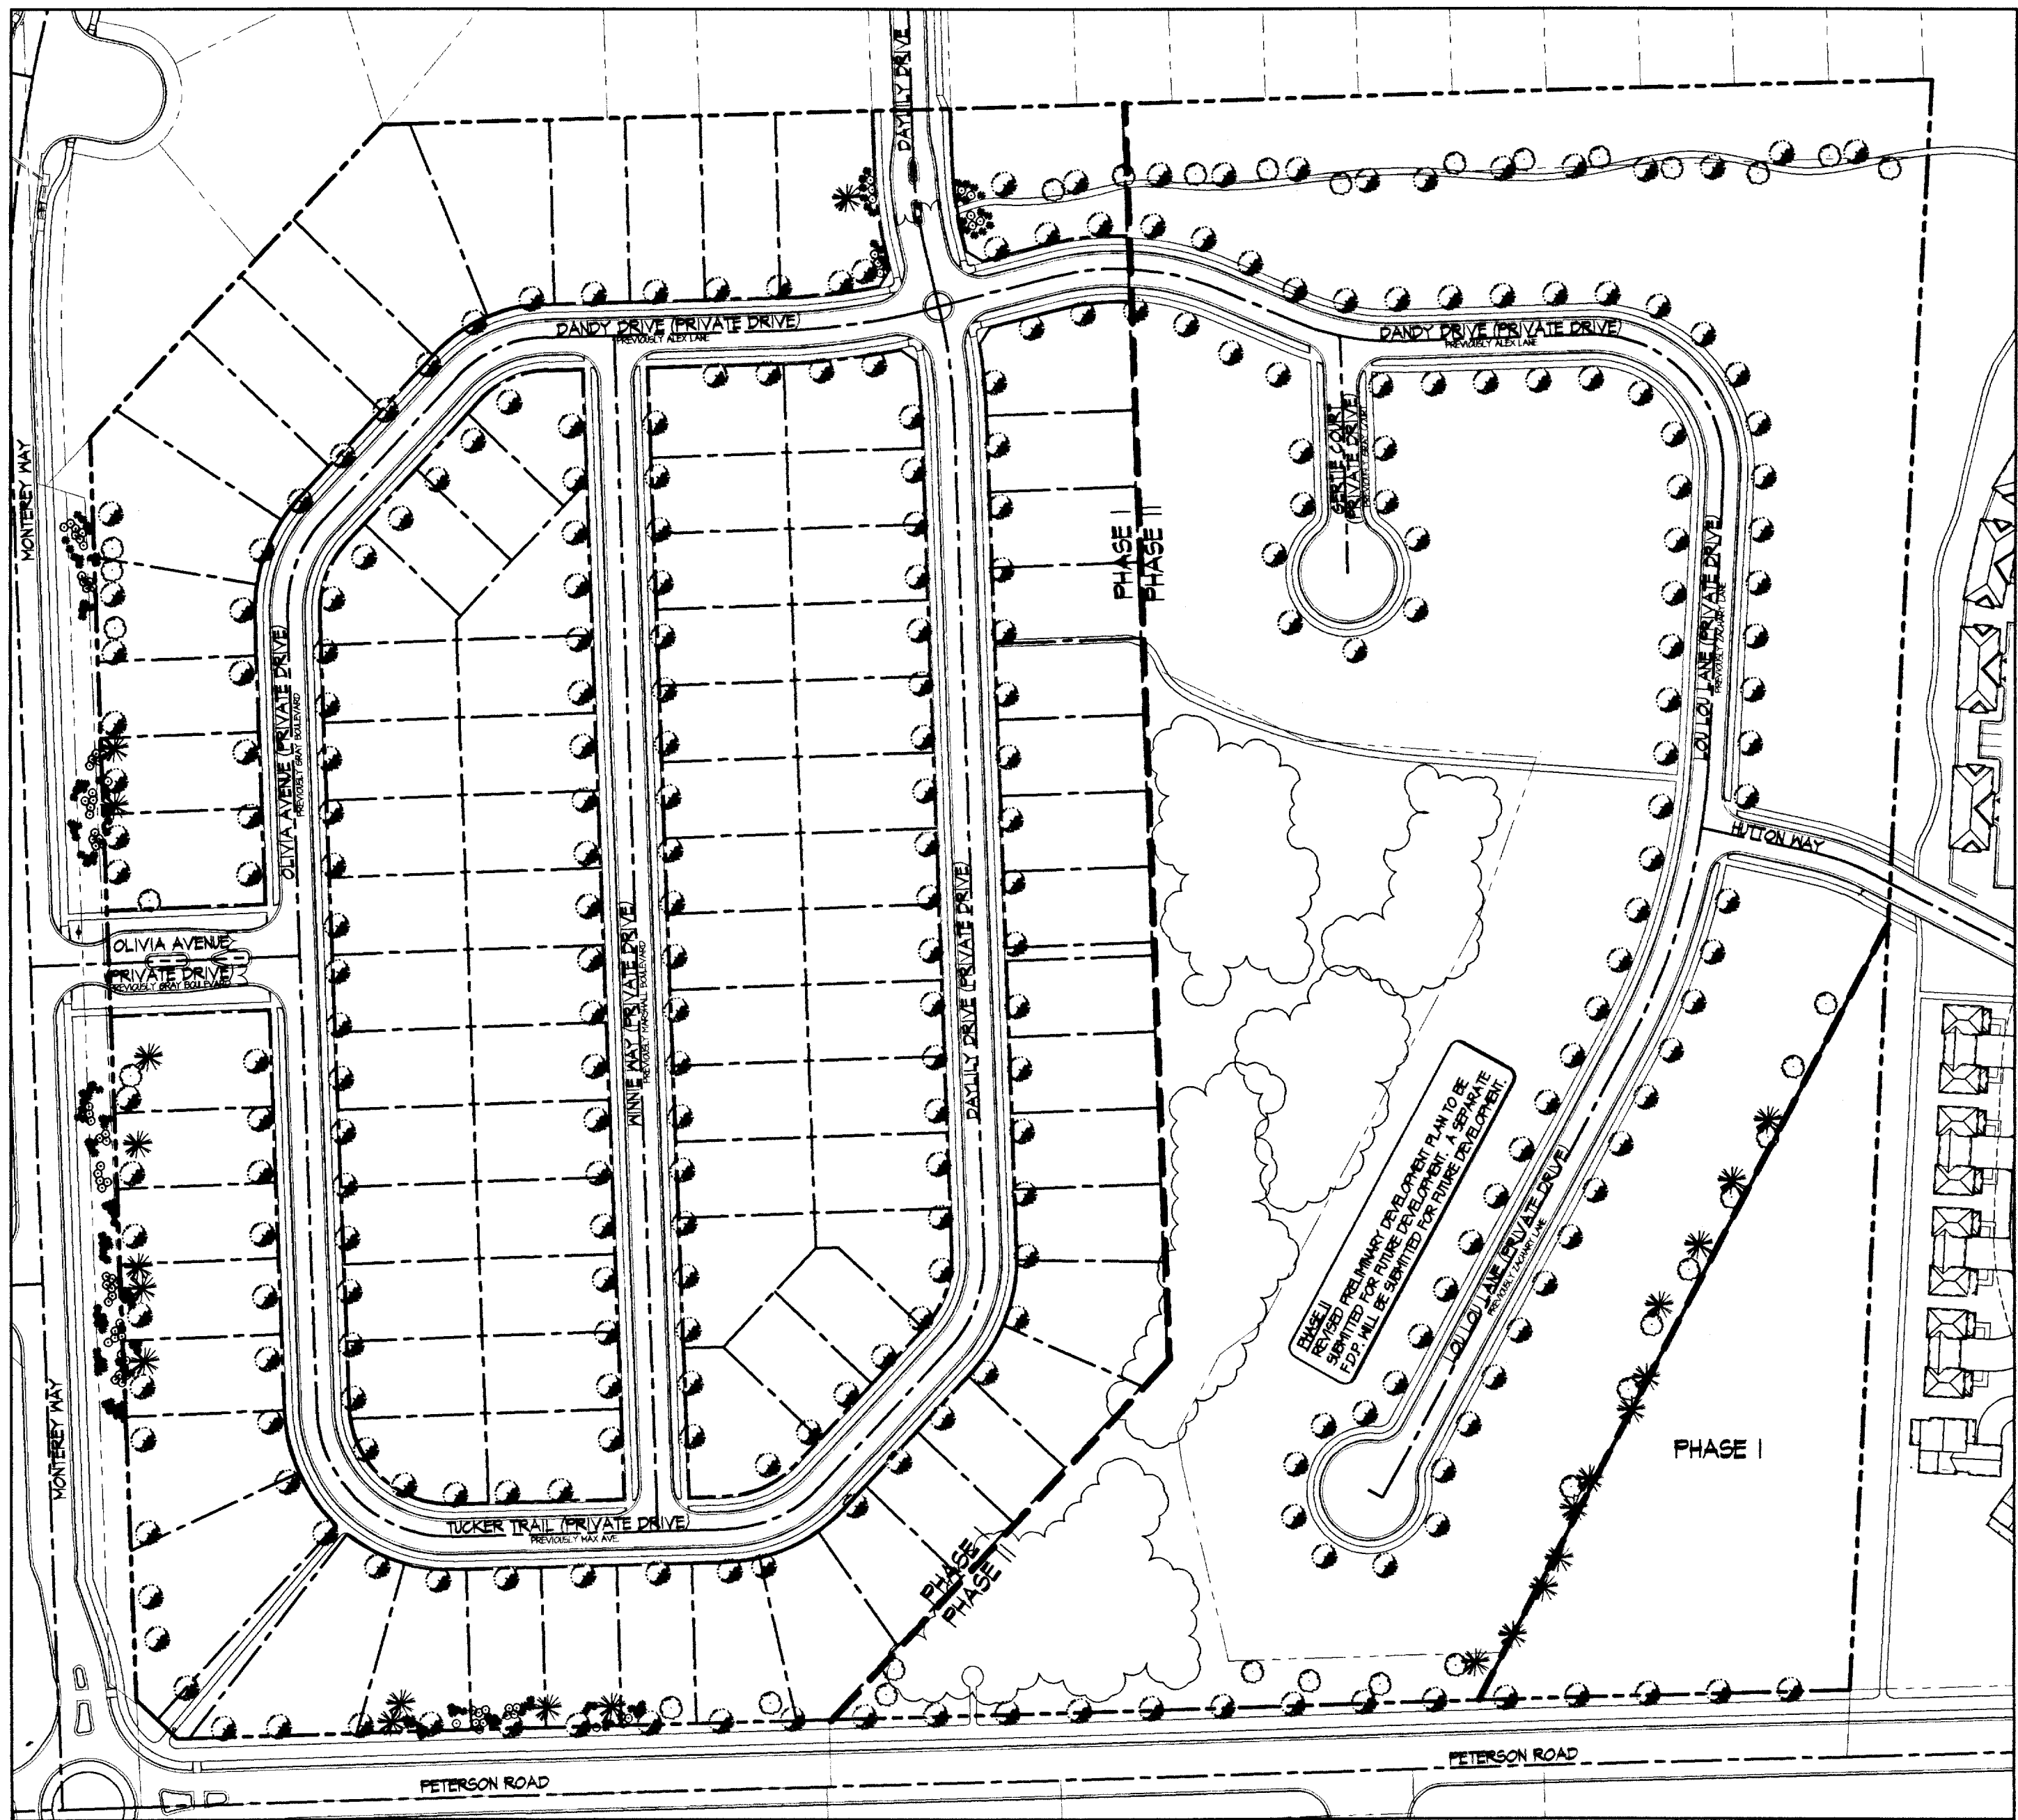 DAYLILY DRIVE
DANDY DRIVE (PRIVATE DRIVE)
PREVIOUSLY ALEX LANE
DANDY DRIVE (PRIVATE DRIVE)
PREVIOUSLY ALEX LANE
GERTIE COURT
(PRIVATE DRIVE)
MONTEREY WAY
PHASE I
PHASE II
LOU LOU LANE (PRIVATE DRIVE)
PREVIOUSLY ZACHARY LANE
OLIVIA AVENUE (PRIVATE DRIVE)
PREVIOUSLY GRAY BOULEVARD
HUTTON WAY
OLIVIA AVENUE
(PRIVATE DRIVE)
PREVIOUSLY GRAY BOULEVARD
WINNIE WAY (PRIVATE DRIVE)
PREVIOUSLY MARSHALL BOULEVARD
DAYLILY DRIVE (PRIVATE DRIVE)
PHASE II
REVISED PRELIMINARY DEVELOPMENT PLAN TO BE
SUBMITTED FOR FUTURE DEVELOPMENT. A SEPARATE
F.D.P. WILL BE SUBMITTED FOR FUTURE DEVELOPMENT.
LOU LOU LANE (PRIVATE DRIVE)
PREVIOUSLY ZACHARY LANE
MONTEREY WAY
PHASE I
TUCKER TRAIL (PRIVATE DRIVE)
PREVIOUSLY MAX AVE
PHASE I
PHASE II
PETERSON ROAD
PETERSON ROAD